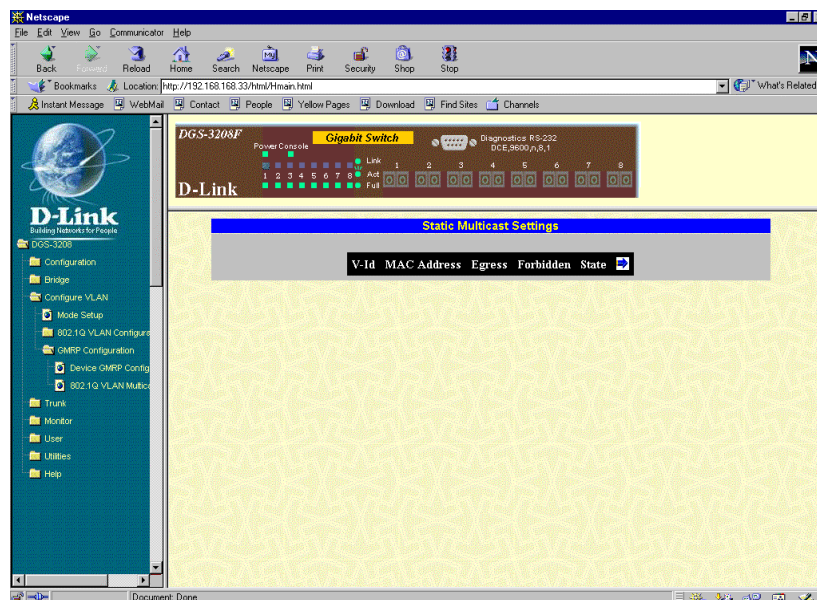 Netscape
File Edit View Go Communicator Help
Back Forward Reload Home Search Netscape Print Security Shop Stop
Bookmarks Location: http://192.168.168.33/html/Hmain.html What's Related
Instant Message WebMail Contact People Yellow Pages Download Find Sites Channels
D-Link
Building Networks for People
DGS-3208
Configuration
Bridge
Configure VLAN
Mode Setup
802.1Q VLAN Configura
GMRP Configuration
Device GMRP Config
802.1Q VLAN Multica
Trunk
Monitor
User
Utilities
Help
DGS-3208F
Gigabit Switch
Diagnostics RS-232
DCE,9600,n,8,1
Power Console
Link
Act
Full
1 2 3 4 5 6 7 8
1 2 3 4 5 6 7 8
D-Link
Static Multicast Settings
V-Id MAC Address Egress Forbidden State
Document: Done